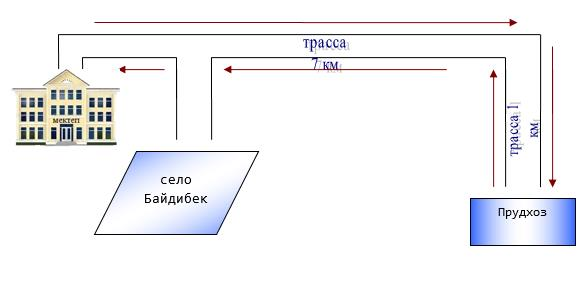 трасса
7 км
трасса 1
км
мектеп
село
Байдибек
Прудхоз